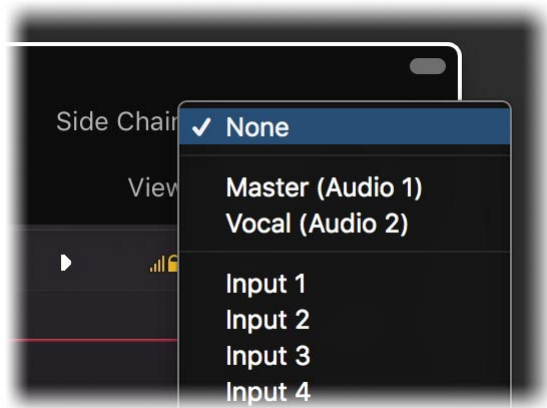 Side Chain
None
View
Master (Audio 1)
Vocal (Audio 2)
Input 1
Input 2
Input 3
Input 4